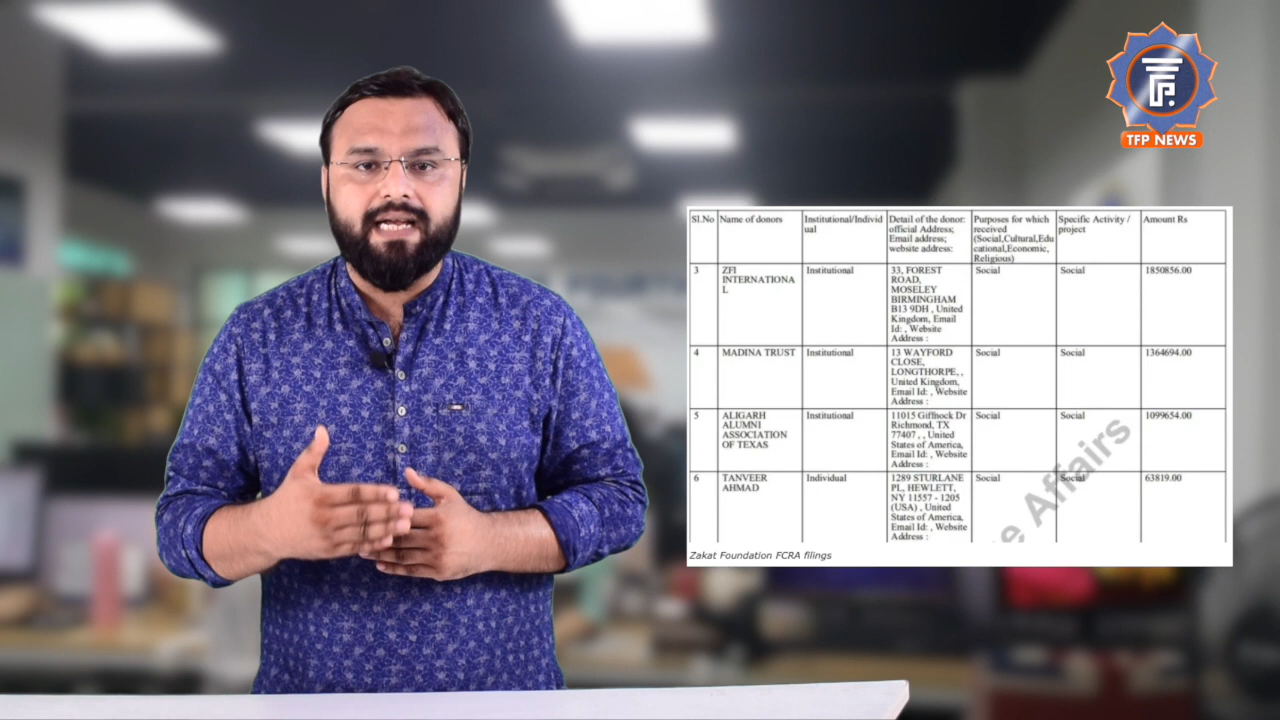 TFP NEWS
Sl.No Name of donors Institutional/Individ Detail of the donor: Purposes for which Specific Activity / Amount Rs
ual official Address; received project
Email address; (Social,Cultural,Edu
website address: cational,Economic,
Religious)
3 ZFI Institutional 33, FOREST Social Social 1850856.00
INTERNATIONA ROAD,
L MOSELEY
BIRMINGHAM
B13 9DH , United
Kingdom, Email
Id: , Website
Address :
4 MADINA TRUST Institutional 13 WAYFORD Social Social 1364694.00
CLOSE,
LONGTHORPE, ,
United Kingdom,
Email Id: , Website
Address :
5 ALIGARH Institutional 11015 Giffnock Dr Social Social 1099654.00
ALUMNI Richmond, TX
ASSOCIATION 77407 , , United
OF TEXAS States of America,
Email Id: , Website
Address :
6 TANVEER Individual 1289 STURLANE Social Social 63819.00
AHMAD PL, HEWLETT,
NY 11557 - 1205
(USA) , United
States of America,
Email Id: , Website
Address :
e Affairs
Zakat Foundation FCRA filings